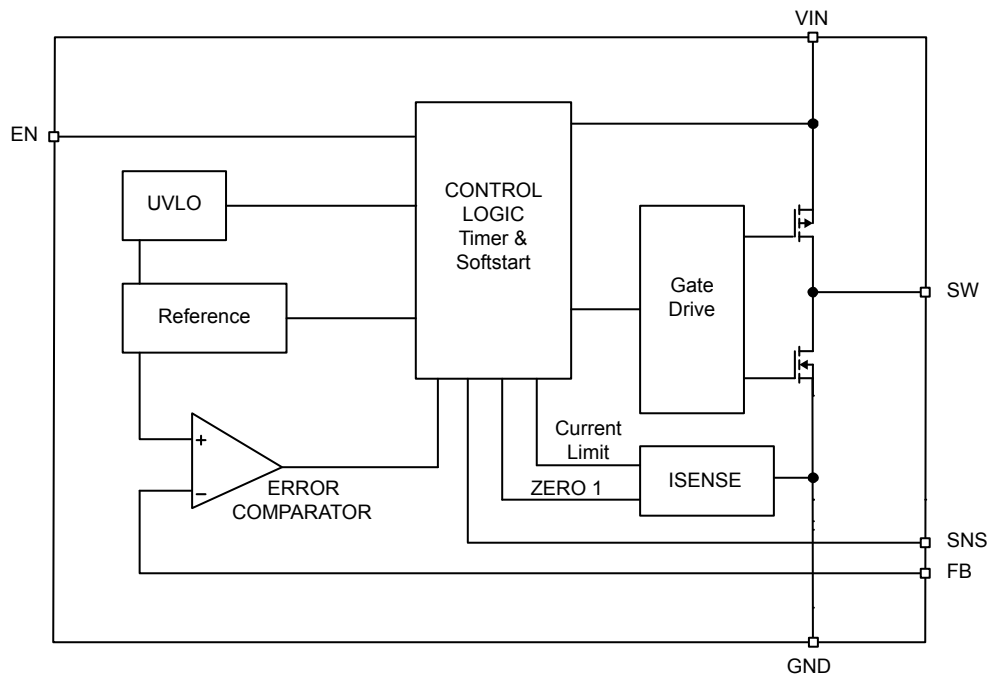 VIN
EN
UVLO
CONTROL
LOGIC
Timer &
Softstart
Gate
Drive
SW
Reference
+
−
ERROR
COMPARATOR
Current
Limit
ZERO 1
ISENSE
SNS
FB
GND